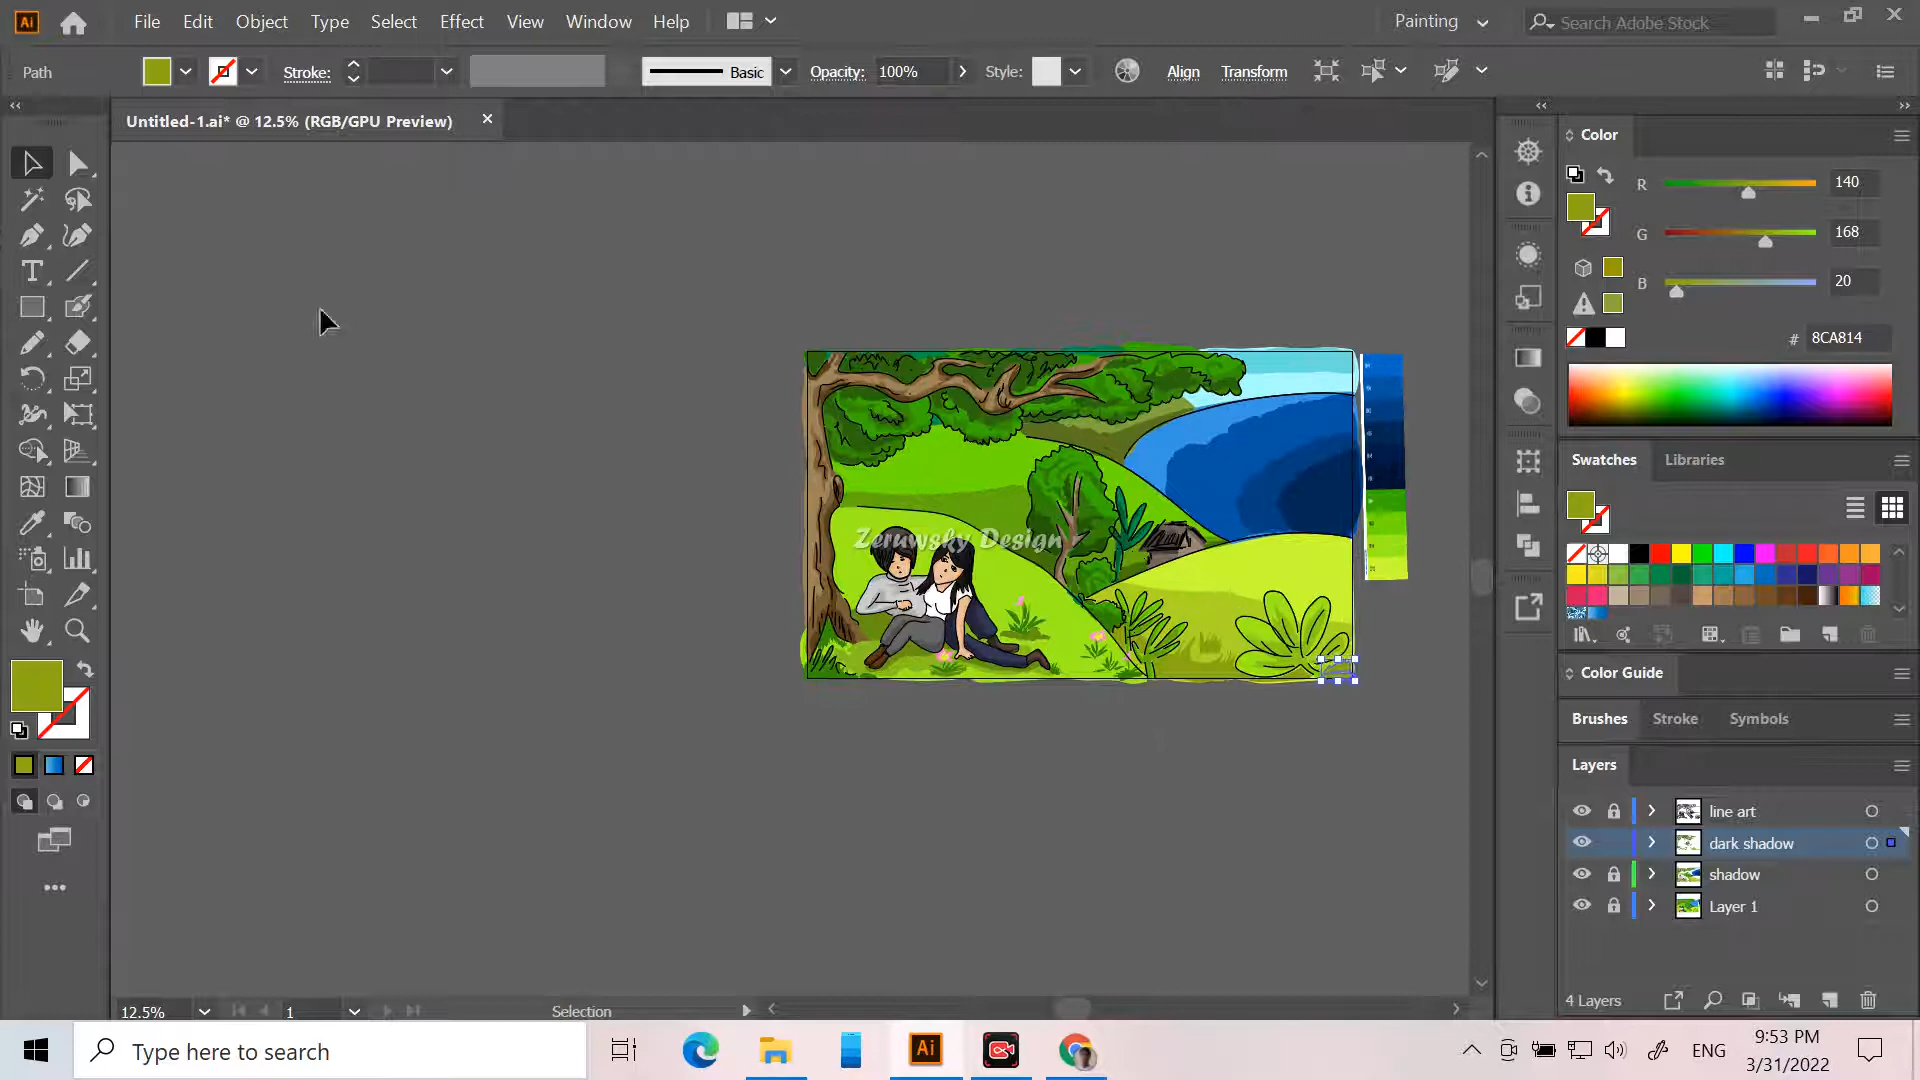 Ai File Edit Object Type Select Effect View Window Help Painting Search Adobe Stock
Path Stroke: Basic Opacity: 100% Style: Align Transform
Untitled-1.ai* @ 12.5% (RGB/GPU Preview)
Color
R 140
G 168
B 20
# 8CA814
Swatches Libraries
Zeruwsky Design
Color Guide
Brushes Stroke Symbols
Layers
line art
dark shadow
shadow
Layer 1
4 Layers
12.5% 1 Selection
Type here to search
Ai
ENG
9:53 PM
3/31/2022